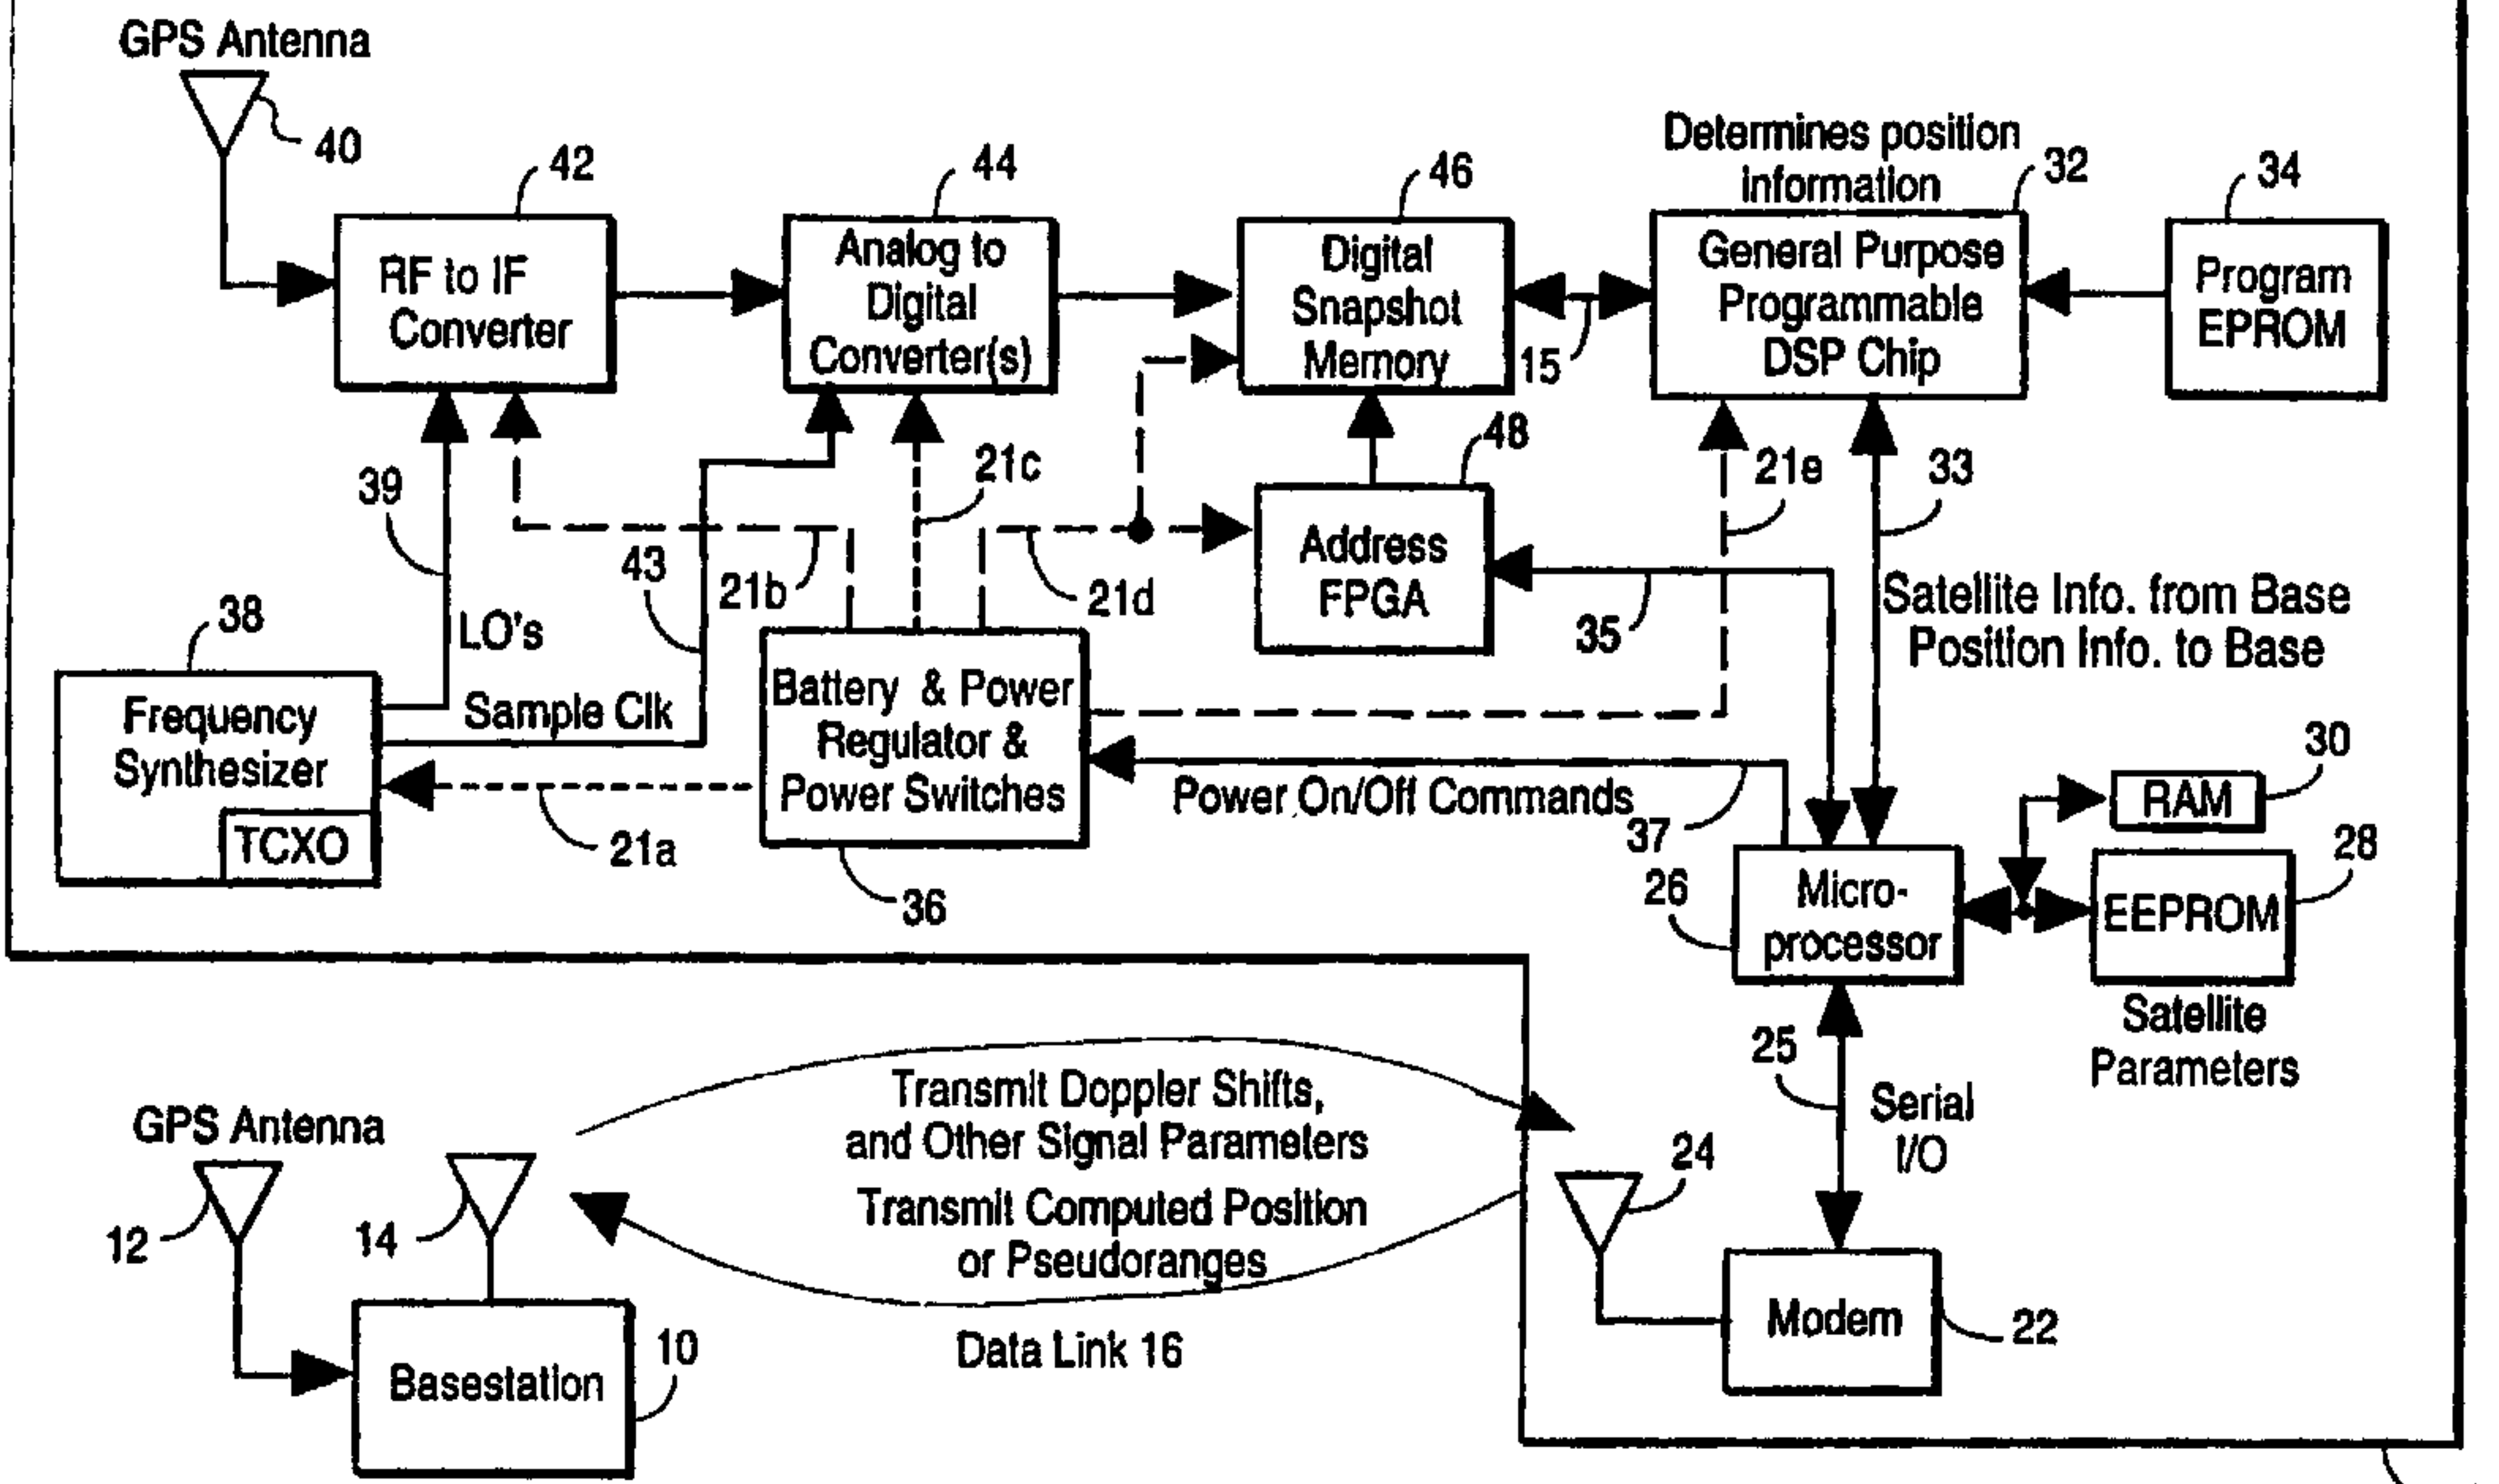 GPS Antenna
40
42
44
46
Determines position
information
32
34
RF to IF
Converter
Analog to
Digital
Converter(s)
Digital
Snapshot
Memory
15
General Purpose
Programmable
DSP Chip
Program
EPROM
39
21c
48
21e
33
43
21b
21d
Address
FPGA
35
Satellite Info. from Base
Position Info. to Base
38
LO's
Frequency
Synthesizer
TCXO
Sample Clk
21a
Battery & Power
Regulator &
Power Switches
36
Power On/Off Commands
37
30
RAM
28
26
Micro-
processor
EEPROM
Satellite
Parameters
25
Serial
I/O
GPS Antenna
12
14
Transmit Doppler Shifts,
and Other Signal Parameters
Transmit Computed Position
or Pseudoranges
Data Link 16
24
Modem
22
Basestation
10